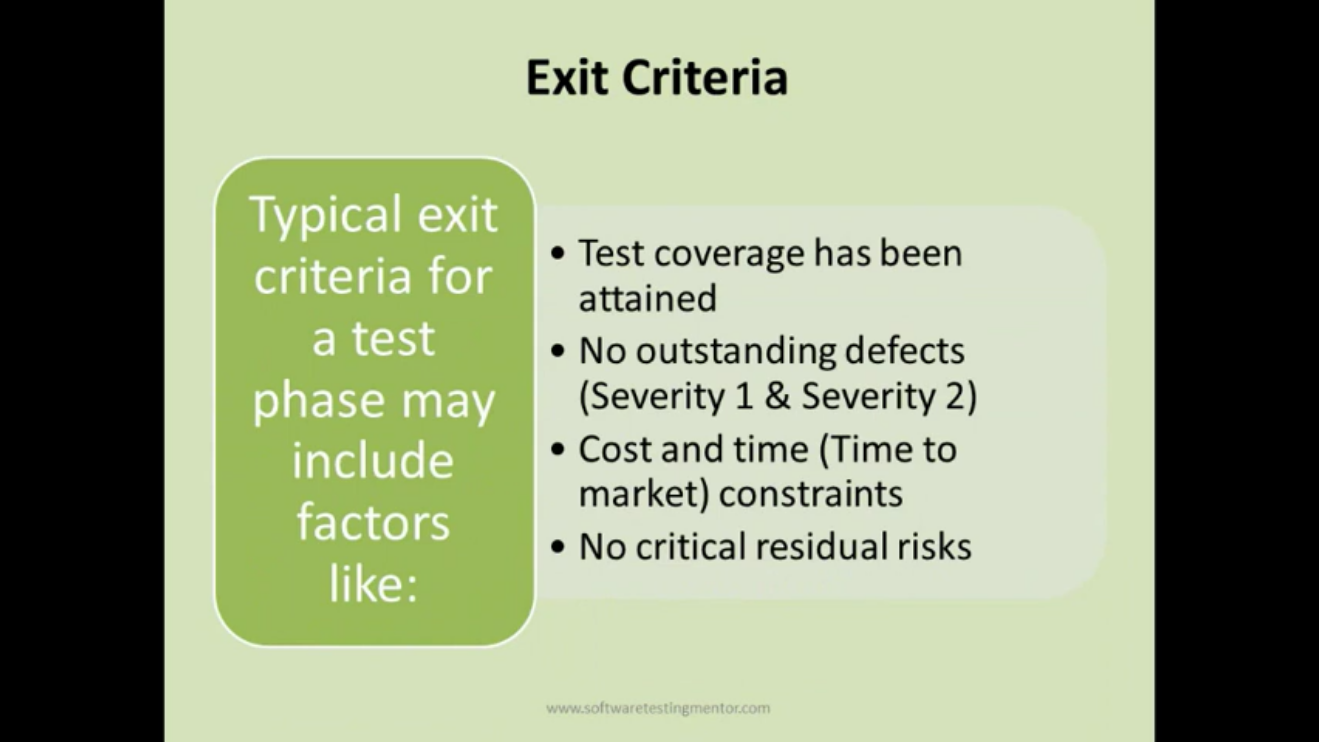 Exit Criteria
Typical exit
criteria for
a test
phase may
include
factors
like:
• Test coverage has been
attained
• No outstanding defects
(Severity 1 & Severity 2)
• Cost and time (Time to
market) constraints
• No critical residual risks
www.softwaretestingmentor.com